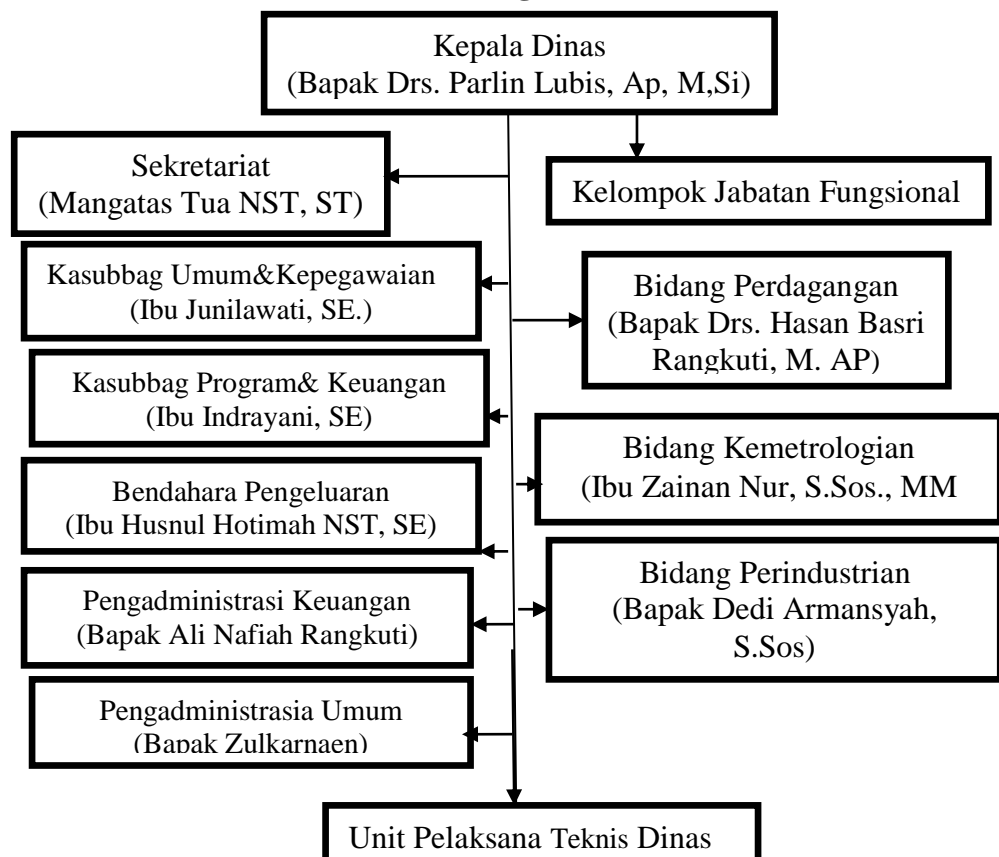 Kepala Dinas
(Bapak Drs. Parlin Lubis, Ap, M,Si)
Sekretariat
(Mangatas Tua NST, ST)
Kelompok Jabatan Fungsional
Kasubbag Umum&Kepegawaian
(Ibu Junilawati, SE.)
Bidang Perdagangan
(Bapak Drs. Hasan Basri
Rangkuti, M. AP)
Kasubbag Program& Keuangan
(Ibu Indrayani, SE)
Bidang Kemetrologian
(Ibu Zainan Nur, S.Sos., MM
Bendahara Pengeluaran
(Ibu Husnul Hotimah NST, SE)
Bidang Perindustrian
(Bapak Dedi Armansyah,
S.Sos)
Pengadministrasi Keuangan
(Bapak Ali Nafiah Rangkuti)
Pengadministrasia Umum
(Bapak Zulkarnaen)
Unit Pelaksana Teknis Dinas